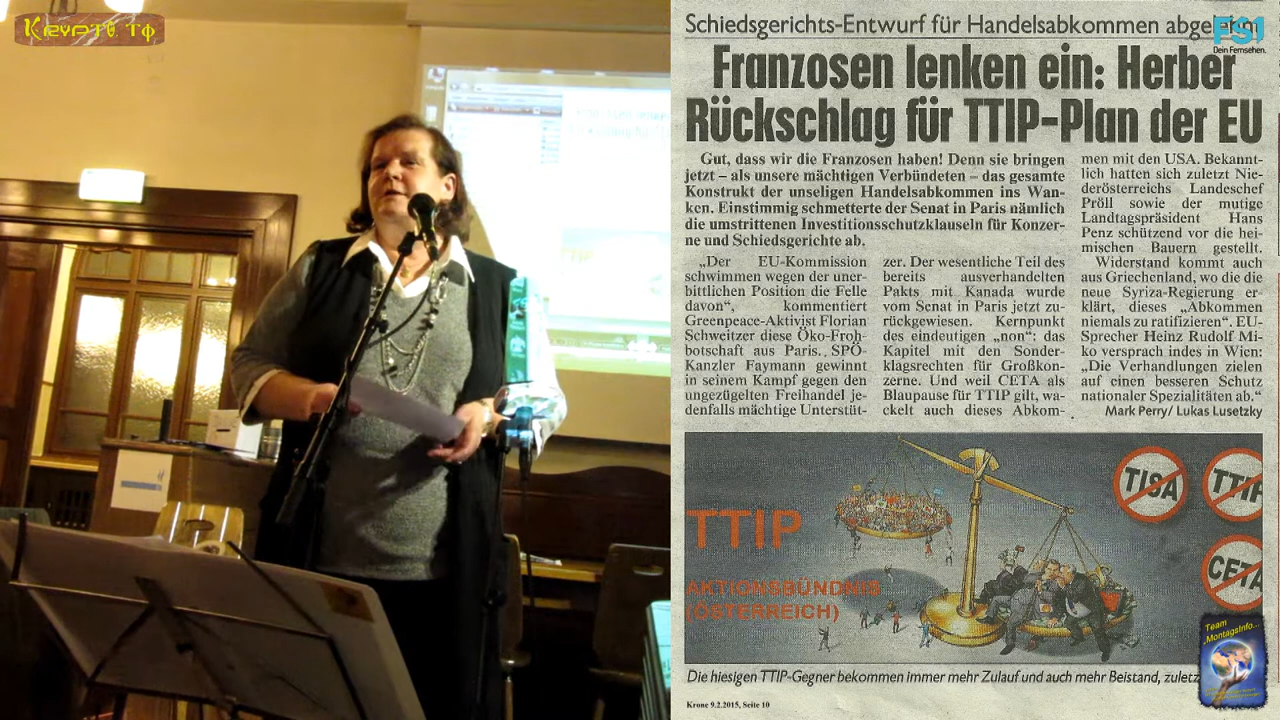 Krypto TV
Schiedsgerichts-Entwurf für Handelsabkommen
FS1
Dein Fernsehen.
Franzosen lenken ein: Herber
Rückschlag für TTIP-Plan der EU
Gut, dass wir die Franzosen haben! Denn sie bringen
jetzt – als unsere mächtigen Verbündeten – das gesamte
Konstrukt der unseligen Handelsabkommen ins Wan-
ken. Einstimmig schmetterte der Senat in Paris nämlich
die umstrittenen Investitionsschutzklauseln für Konzer-
ne und Schiedsgerichte ab.
„Der EU-Kommission
schwimmen wegen der uner-
bittlichen Position die Felle
davon“, kommentiert
Greenpeace-Aktivist Florian
Schweitzer diese Öko-Froh-
botschaft aus Paris. SPÖ-
Kanzler Faymann gewinnt
in seinem Kampf gegen den
ungezügelten Freihandel je-
denfalls mächtige Unterstüt-
zer. Der wesentliche Teil des
bereits ausverhandelten
Pakts mit Kanada wurde
vom Senat in Paris jetzt zu-
rückgewiesen. Kernpunkt
des eindeutigen „non“: das
Kapitel mit den Sonder-
klagsrechten für Großkon-
zerne. Und weil CETA als
Blaupause für TTIP gilt, wa-
ckelt auch dieses Abkom-
men mit den USA. Bekannt-
lich hatten sich zuletzt Nie-
derösterreichs Landeschef
Pröll sowie der mutige
Landtagspräsident Hans
Penz schützend vor die hei-
mischen Bauern gestellt.
Widerstand kommt auch
aus Griechenland, wo die die
neue Syriza-Regierung er-
klärt, dieses „Abkommen
niemals zu ratifizieren“. EU-
Sprecher Heinz Rudolf Mi-
ko versprach indes in Wien:
„Die Verhandlungen zielen
auf einen besseren Schutz
nationaler Spezialitäten ab.“
Mark Perry/ Lukas Lusetzky
TTIP
AKTIONSBÜNDNIS
(ÖSTERREICH)
TISA
TTIP
CETA
Team
„MontagsInfo...
Die hiesigen TTIP-Gegner bekommen immer mehr Zulauf und auch mehr Beistand, zuletz
Krone 9.2.2015, Seite 10